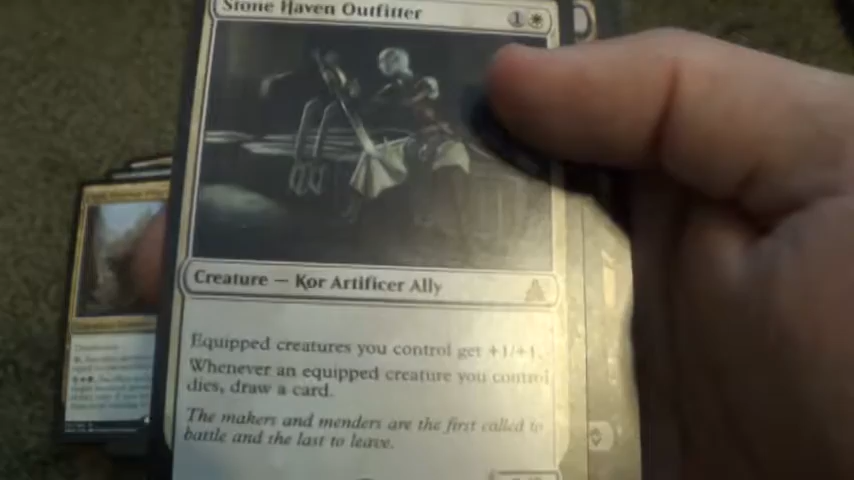 Stone Haven Outfitter
1
Creature — Kor Artificer Ally
Equipped creatures you control get +1/+1.
Whenever an equipped creature you control
dies, draw a card.
The makers and menders are the first called to
battle and the last to leave.